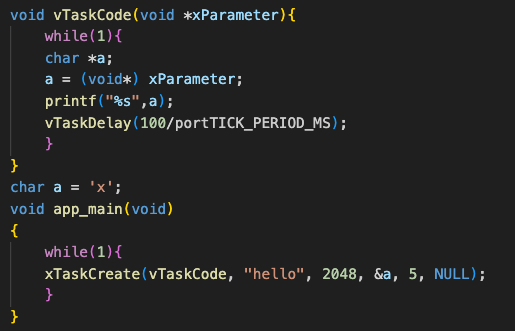 void vTaskCode(void *xParameter){
    while(1){
    char *a;
    a = (void*) xParameter;
    printf("%s",a);
    vTaskDelay(100/portTICK_PERIOD_MS);
    }
}
char a = 'x';
void app_main(void)
{
    while(1){
    xTaskCreate(vTaskCode, "hello", 2048, &a, 5, NULL);
    }
}